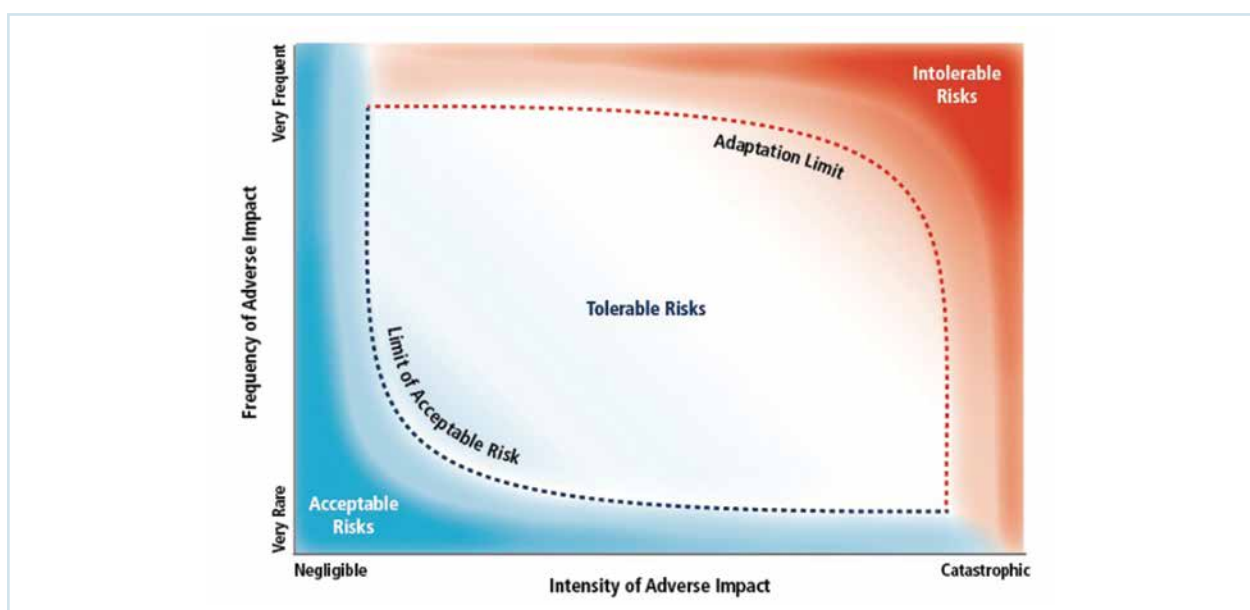 Very Frequent
Intolerable
Risks
Adaptation Limit
Frequency of Adverse Impact
Tolerable Risks
Limit of Acceptable Risk
Acceptable
Risks
Very Rare
Negligible
Intensity of Adverse Impact
Catastrophic